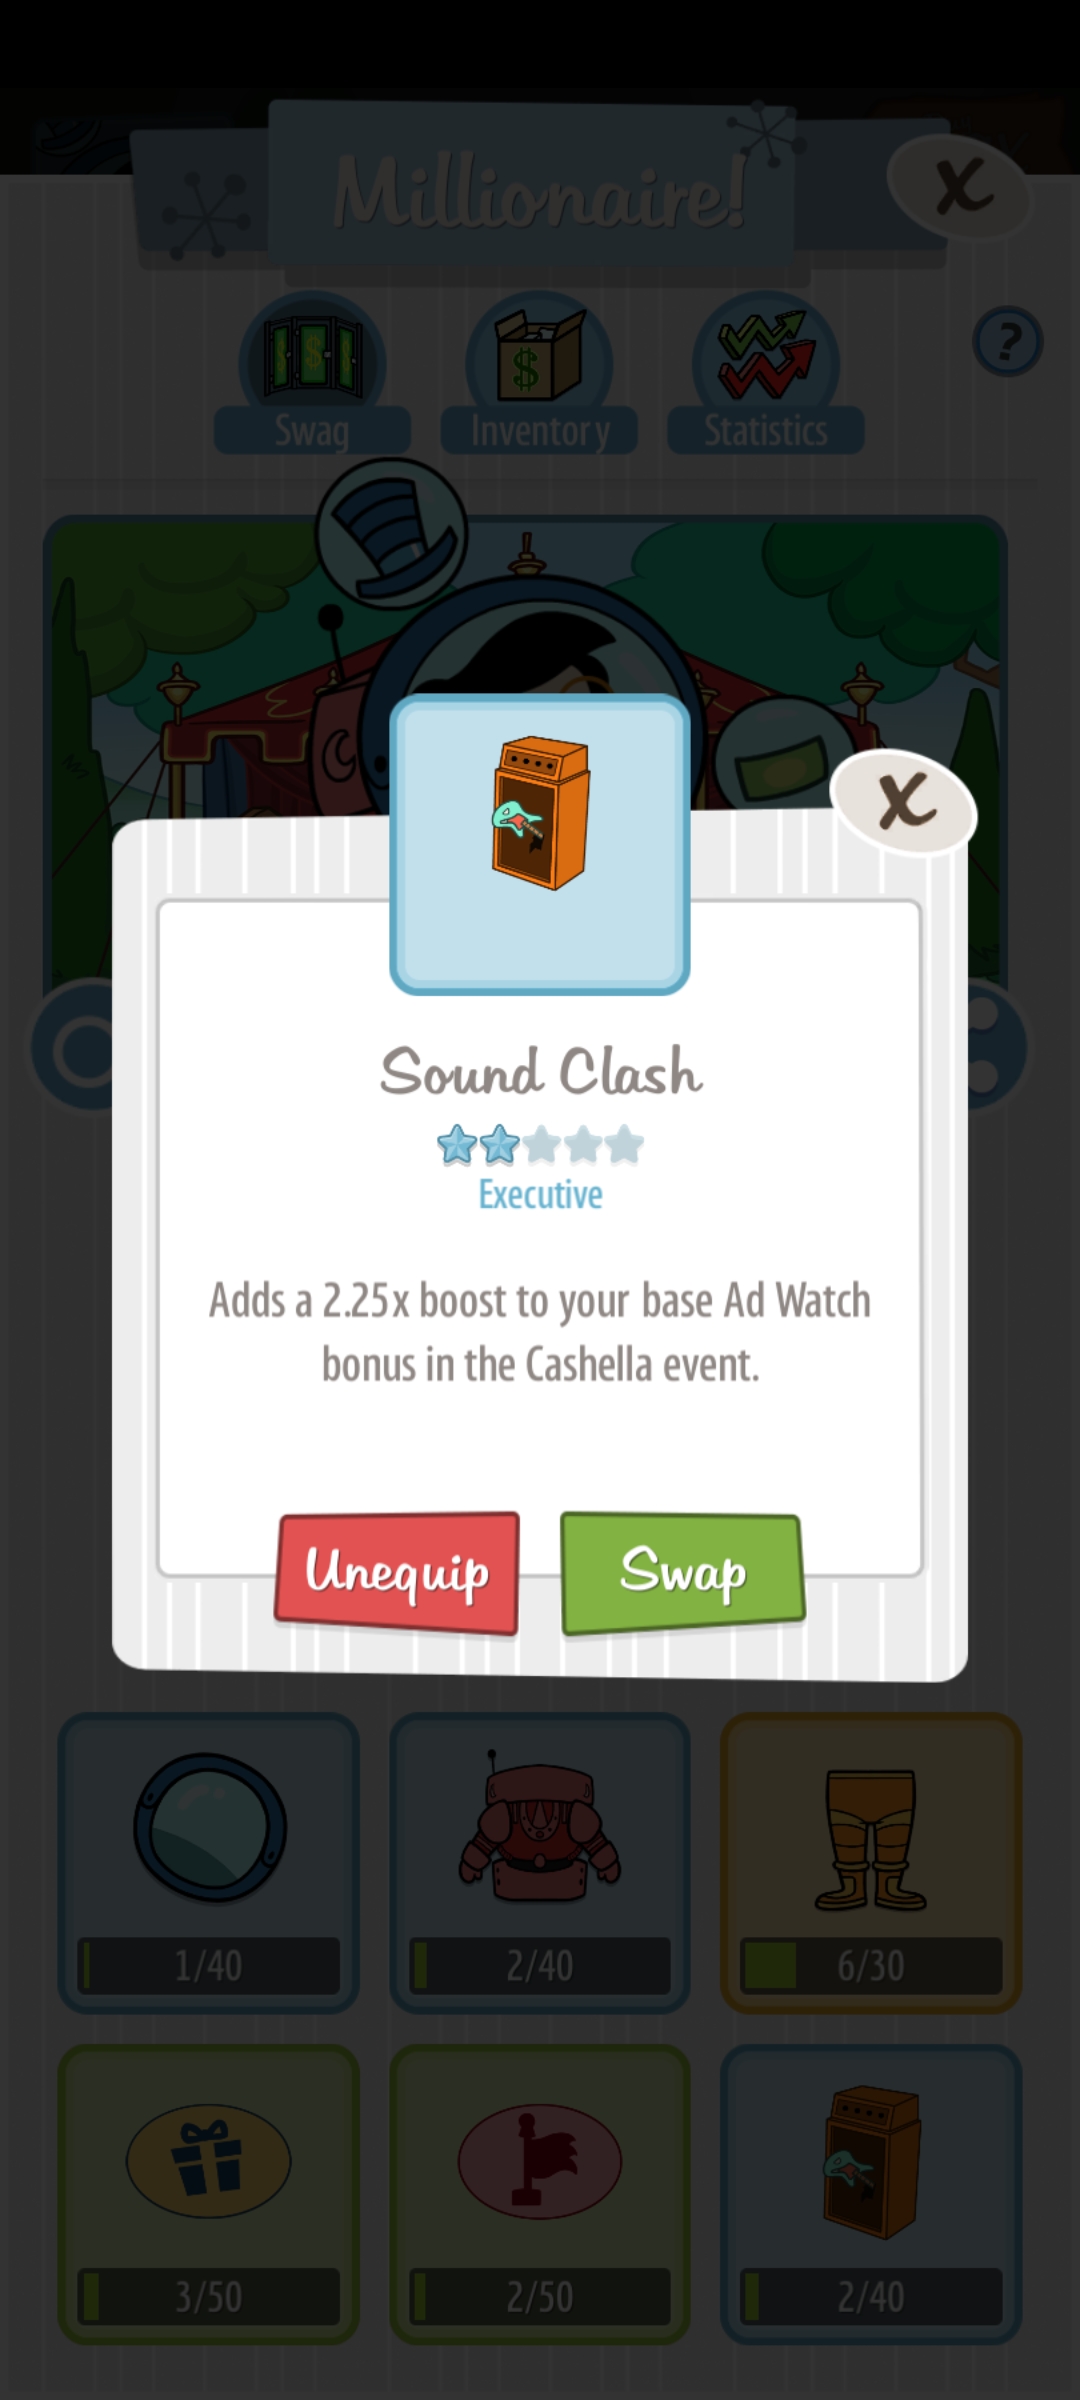 Millionaire!
X
?
Swag
Inventory
Statistics
X
Sound Clash
Executive
Adds a 2.25x boost to your base Ad Watch
bonus in the Cashella event.
Unequip
Swap
1/40
2/40
6/30
3/50
2/50
2/40